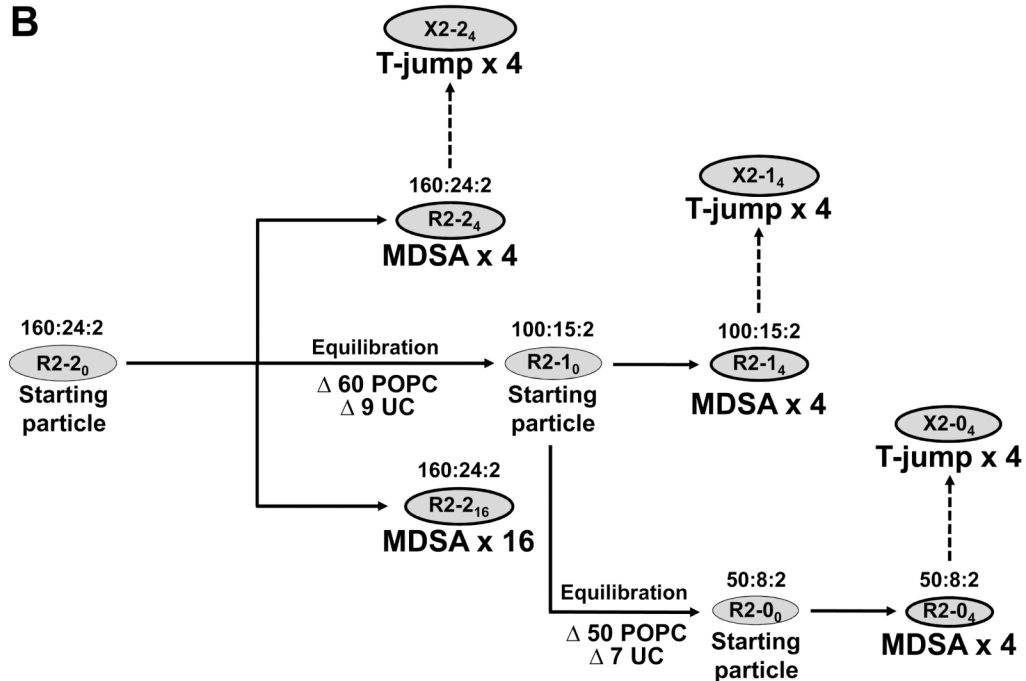 B
X2-2₄
T-jump x 4
160:24:2
R2-2₄
MDSA x 4
X2-1₄
T-jump x 4
160:24:2
R2-2₀
Starting
particle
Equilibration
Δ 60 POPC
Δ 9 UC
100:15:2
R2-1₀
Starting
particle
100:15:2
R2-1₄
MDSA x 4
160:24:2
R2-2₁₆
MDSA x 16
X2-0₄
T-jump x 4
Equilibration
Δ 50 POPC
Δ 7 UC
50:8:2
R2-0₀
Starting
particle
50:8:2
R2-0₄
MDSA x 4